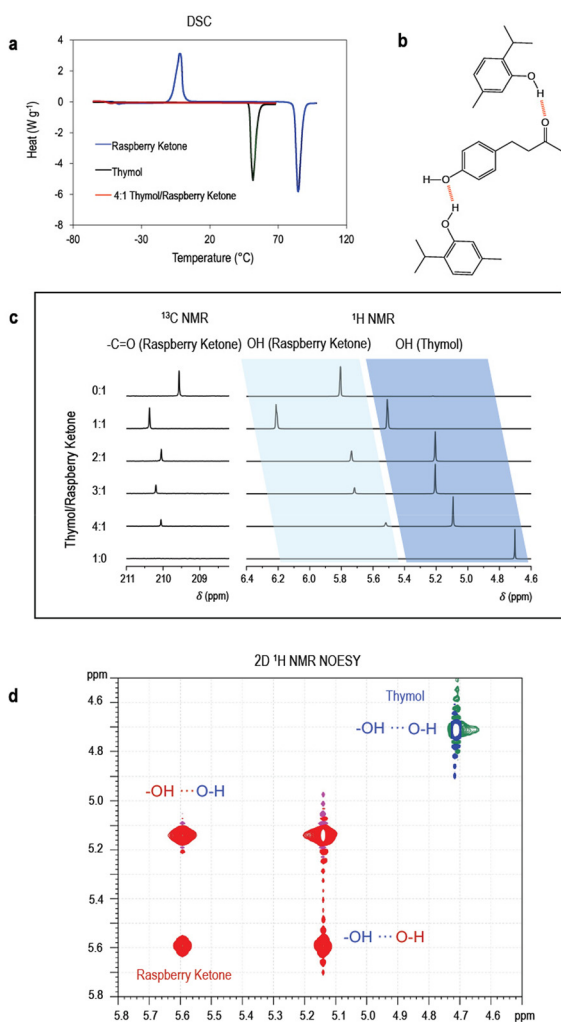 DSC
a
b
4
2
0
-2
-4
-6
-8
Heat (W g⁻¹)
Raspberry Ketone
Thymol
4:1 Thymol/Raspberry Ketone
-80
-30
20
70
120
Temperature (°C)
O
H
O
H-O
H
O
c
¹³C NMR
¹H NMR
-C=O (Raspberry Ketone)
OH (Raspberry Ketone)
OH (Thymol)
Thymol/Raspberry Ketone
0:1
1:1
2:1
3:1
4:1
1:0
211 210 209
6.4 6.2 6.0 5.8 5.6 5.4 5.2 5.0 4.8 4.6
δ (ppm)
δ (ppm)
2D ¹H NMR NOESY
d
ppm
4.6
4.8
5.0
5.2
5.4
5.6
5.8
Thymol
-OH ··· O-H
-OH ··· O-H
-OH ··· O-H
Raspberry Ketone
5.8 5.7 5.6 5.5 5.4 5.3 5.2 5.1 5.0 4.9 4.8 4.7 4.6 ppm